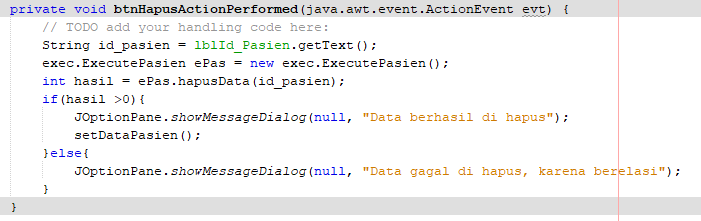 private void btnHapusActionPerformed(java.awt.event.ActionEvent evt) {
// TODO add your handling code here:
String id_pasien = lblId_Pasien.getText();
exec.ExecutePasien ePas = new exec.ExecutePasien();
int hasil = ePas.hapusData(id_pasien);
if(hasil >0){
JOptionPane.showMessageDialog(null, "Data berhasil di hapus");
setDataPasien();
}else{
JOptionPane.showMessageDialog(null, "Data gagal di hapus, karena berelasi");
}
}